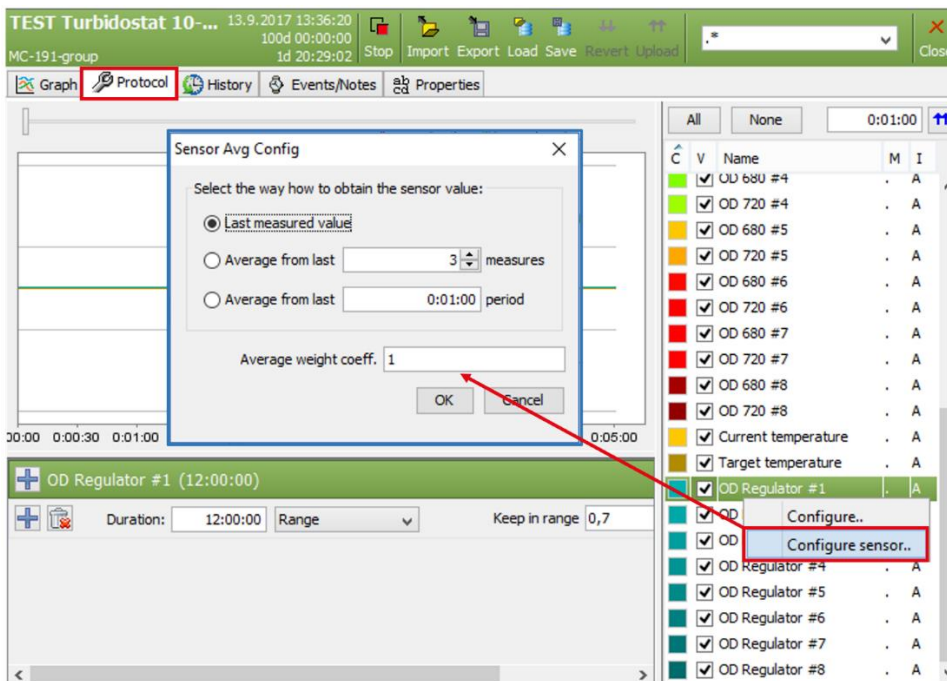 TEST Turbidostat 10-... 13.9.2017 13:36:20
100d 00:00:00
MC-191-group 1d 20:29:02
Stop Import Export Load Save Revert Upload
.*
Close
Graph Protocol History Events/Notes Properties
All None 0:01:00
C V Name M I
OD 680 #4 . A
OD 720 #4 . A
OD 680 #5 . A
OD 720 #5 . A
OD 680 #6 . A
OD 720 #6 . A
OD 680 #7 . A
OD 720 #7 . A
OD 680 #8 . A
OD 720 #8 . A
Current temperature . A
Target temperature . A
OD Regulator #1 . A
OD
OD
OD Regulator #4 . A
OD Regulator #5 . A
OD Regulator #6 . A
OD Regulator #7 . A
OD Regulator #8 . A
Configure..
Configure sensor..
Sensor Avg Config
Select the way how to obtain the sensor value:
Last measured value
Average from last 3 measures
Average from last 0:01:00 period
Average weight coeff. 1
OK Cancel
00:00 0:00:30 0:01:00 0:05:00
OD Regulator #1 (12:00:00)
Duration: 12:00:00 Range Keep in range 0,7